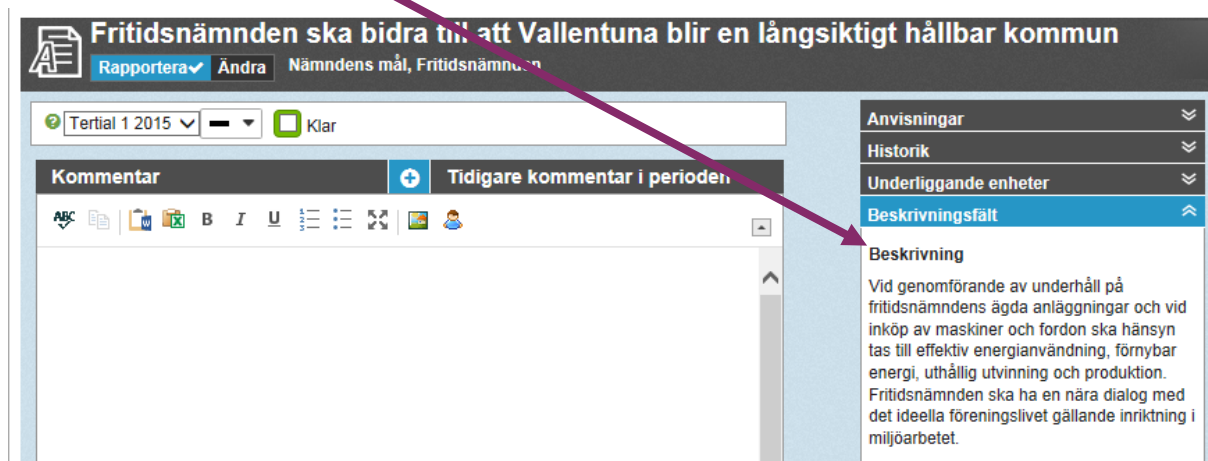 Fritidsnämnden ska bidra till att Vallentuna blir en långsiktigt hållbar kommun
Rapportera Ändra Nämndens mål, Fritidsnämnden
Tertial 1 2015 Klar
Kommentar Tidigare kommentar i perioden
ABC B I U
Anvisningar
Historik
Underliggande enheter
Beskrivningsfält
Beskrivning
Vid genomförande av underhåll på
fritidsnämndens ägda anläggningar och vid
inköp av maskiner och fordon ska hänsyn
tas till effektiv energianvändning, förnybar
energi, uthållig utvinning och produktion.
Fritidsnämnden ska ha en nära dialog med
det ideella föreningslivet gällande inriktning i
miljöarbetet.